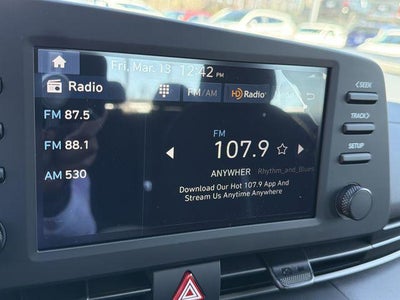 Fri. Mar. 13 12:42 PM
Radio
FM/AM
HD Radio
FM 87.5
FM 88.1
AM 530
FM
107.9
ANYWHER Rhythm_and_Blues
Download Our Hot 107.9 App And
Stream Us Anytime Anywhere
SEEK
TRACK
SETUP